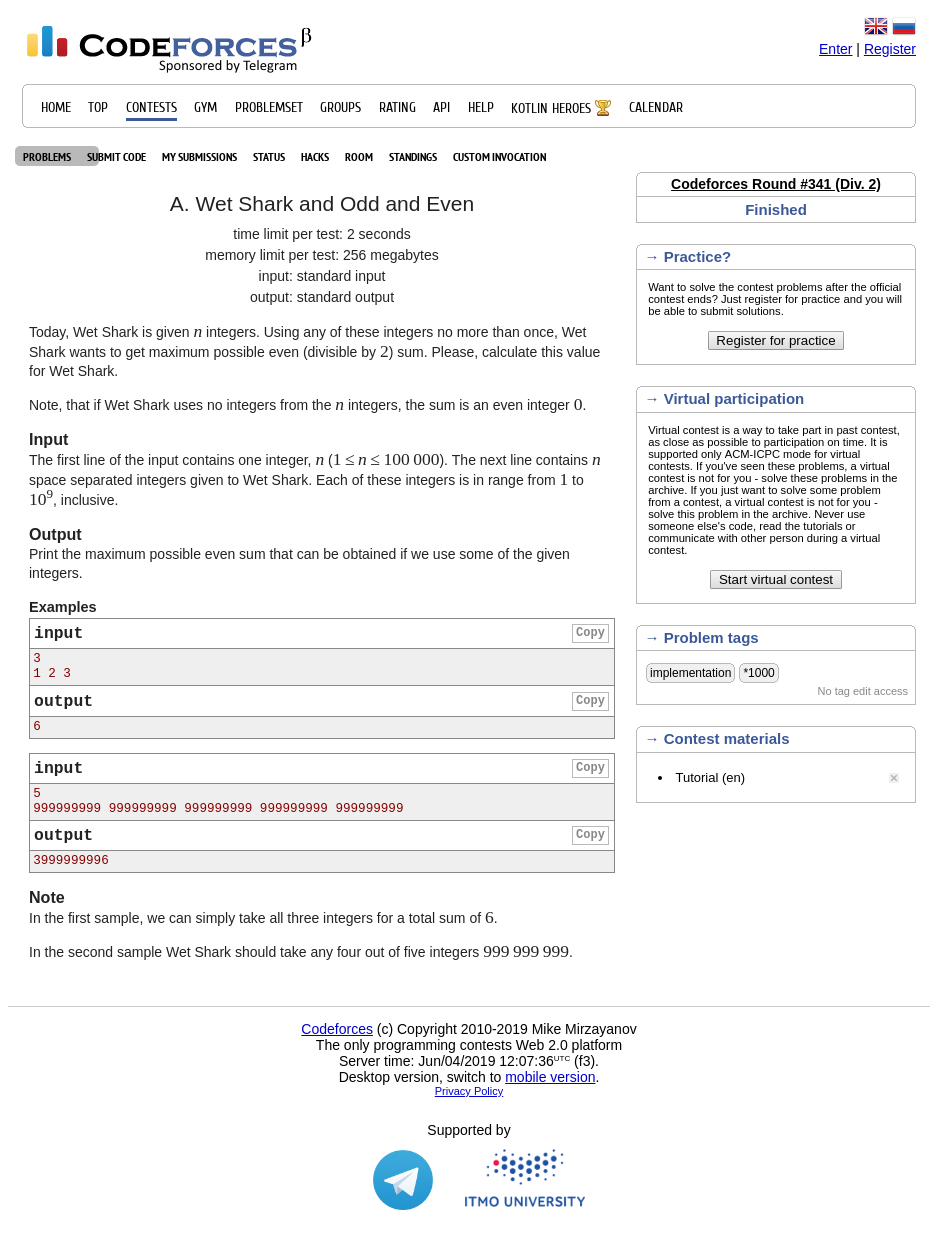 CODEFORCES β
Sponsored by Telegram
Enter | Register
HOME TOP CONTESTS GYM PROBLEMSET GROUPS RATING API HELP KOTLIN HEROES CALENDAR
PROBLEMS SUBMIT CODE MY SUBMISSIONS STATUS HACKS ROOM STANDINGS CUSTOM INVOCATION
A. Wet Shark and Odd and Even
time limit per test: 2 seconds
memory limit per test: 256 megabytes
input: standard input
output: standard output
Today, Wet Shark is given n integers. Using any of these integers no more than once, Wet
Shark wants to get maximum possible even (divisible by 2) sum. Please, calculate this value
for Wet Shark.
Note, that if Wet Shark uses no integers from the n integers, the sum is an even integer 0.
Input
The first line of the input contains one integer, n (1 ≤ n ≤ 100 000). The next line contains n
space separated integers given to Wet Shark. Each of these integers is in range from 1 to
10⁹, inclusive.
Output
Print the maximum possible even sum that can be obtained if we use some of the given
integers.
Examples
input Copy
3
1 2 3
output Copy
6
input Copy
5
999999999 999999999 999999999 999999999 999999999
output Copy
3999999996
Note
In the first sample, we can simply take all three integers for a total sum of 6.
In the second sample Wet Shark should take any four out of five integers 999 999 999.
Codeforces Round #341 (Div. 2)
Finished
→ Practice?
Want to solve the contest problems after the official
contest ends? Just register for practice and you will
be able to submit solutions.
Register for practice
→ Virtual participation
Virtual contest is a way to take part in past contest,
as close as possible to participation on time. It is
supported only ACM-ICPC mode for virtual
contests. If you've seen these problems, a virtual
contest is not for you - solve these problems in the
archive. If you just want to solve some problem
from a contest, a virtual contest is not for you -
solve this problem in the archive. Never use
someone else's code, read the tutorials or
communicate with other person during a virtual
contest.
Start virtual contest
→ Problem tags
implementation *1000
No tag edit access
→ Contest materials
• Tutorial (en) ×
Codeforces (c) Copyright 2010-2019 Mike Mirzayanov
The only programming contests Web 2.0 platform
Server time: Jun/04/2019 12:07:36 UTC (f3).
Desktop version, switch to mobile version.
Privacy Policy
Supported by
ITMO UNIVERSITY